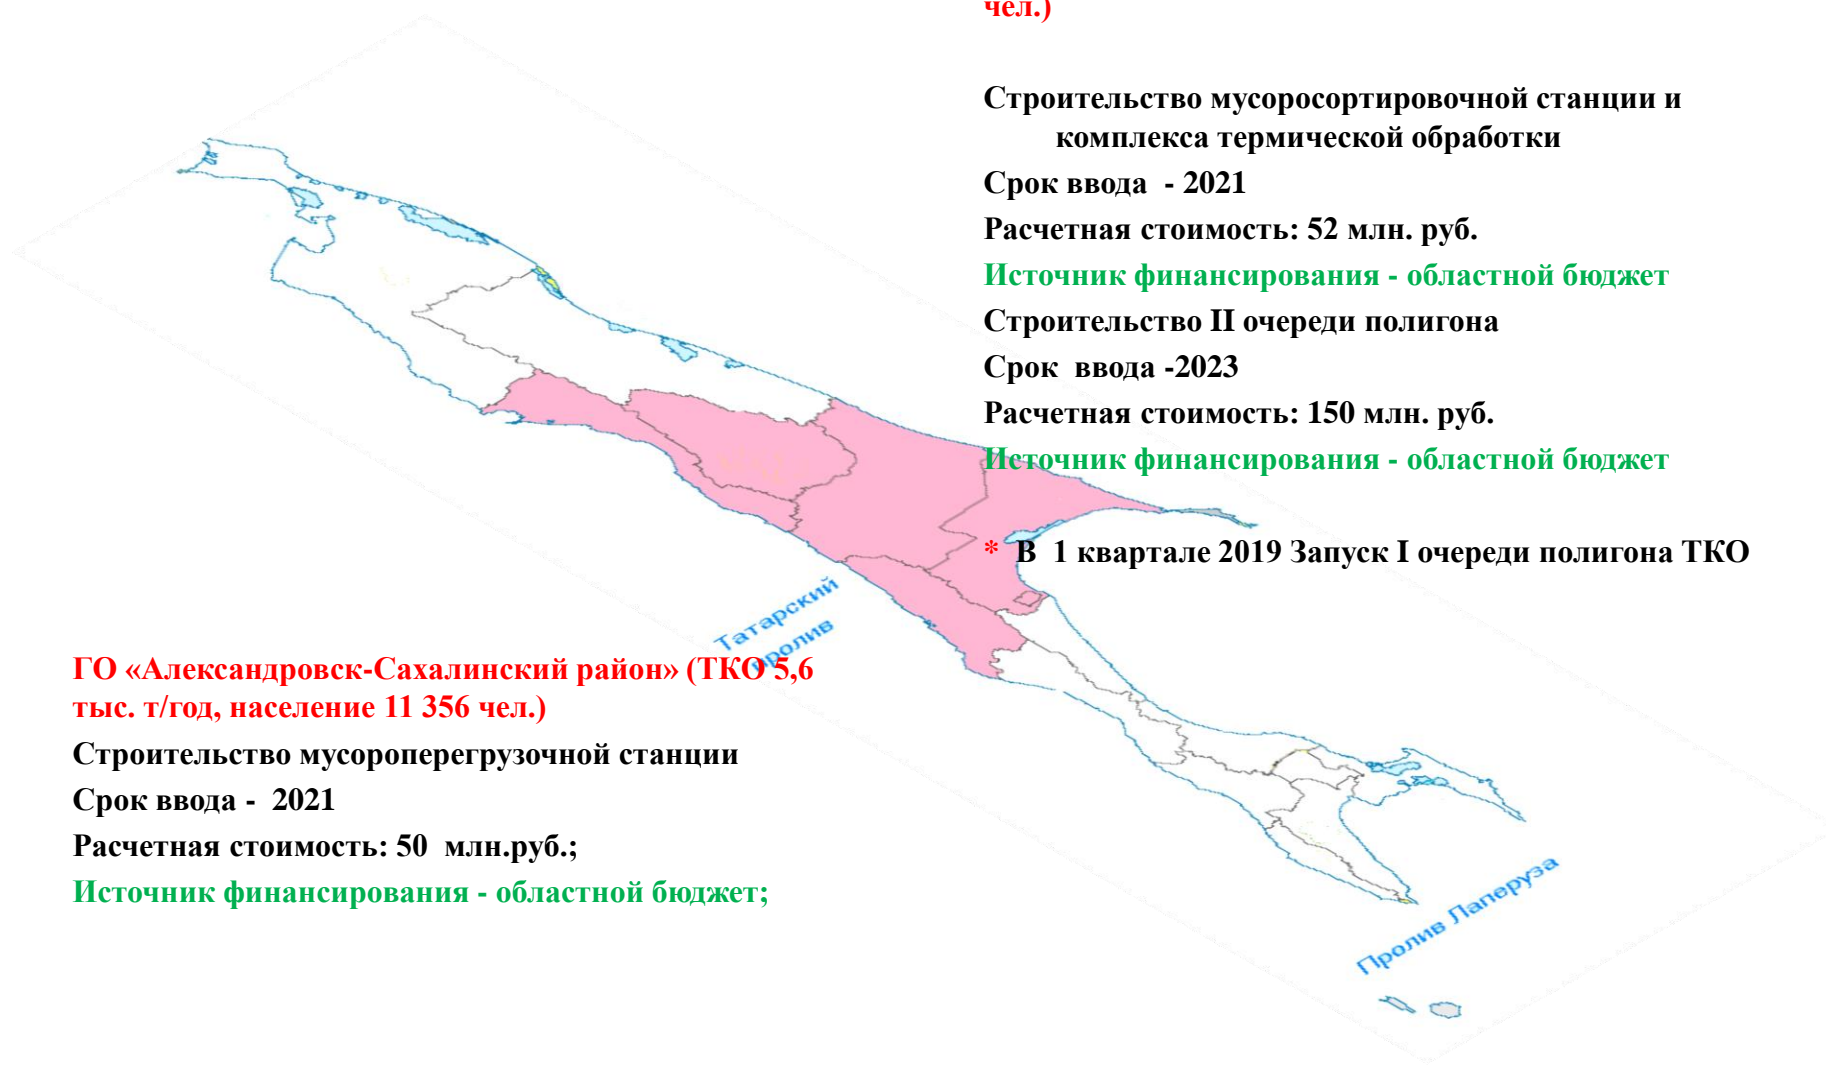 чел.)
Строительство мусоросортировочной станции и
комплекса термической обработки
Срок ввода - 2021
Расчетная стоимость: 52 млн. руб.
Источник финансирования - областной бюджет
Строительство II очереди полигона
Срок ввода -2023
Расчетная стоимость: 150 млн. руб.
Источник финансирования - областной бюджет
* В 1 квартале 2019 Запуск I очереди полигона ТКО
Татарский
пролив
ГО «Александровск-Сахалинский район» (ТКО 5,6
тыс. т/год, население 11 356 чел.)
Строительство мусороперегрузочной станции
Срок ввода - 2021
Расчетная стоимость: 50 млн.руб.;
Источник финансирования - областной бюджет;
Пролив Лаперуза